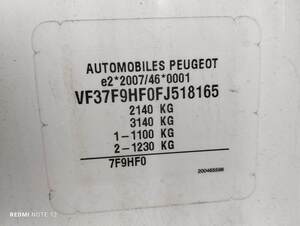 AUTOMOBILES PEUGEOT
e2*2007/46*0001
VF37F9HF0FJ518165
2140 KG
3140 KG
1-1100 KG
2-1230 KG
7F9HF0
REDMI NOTE 12